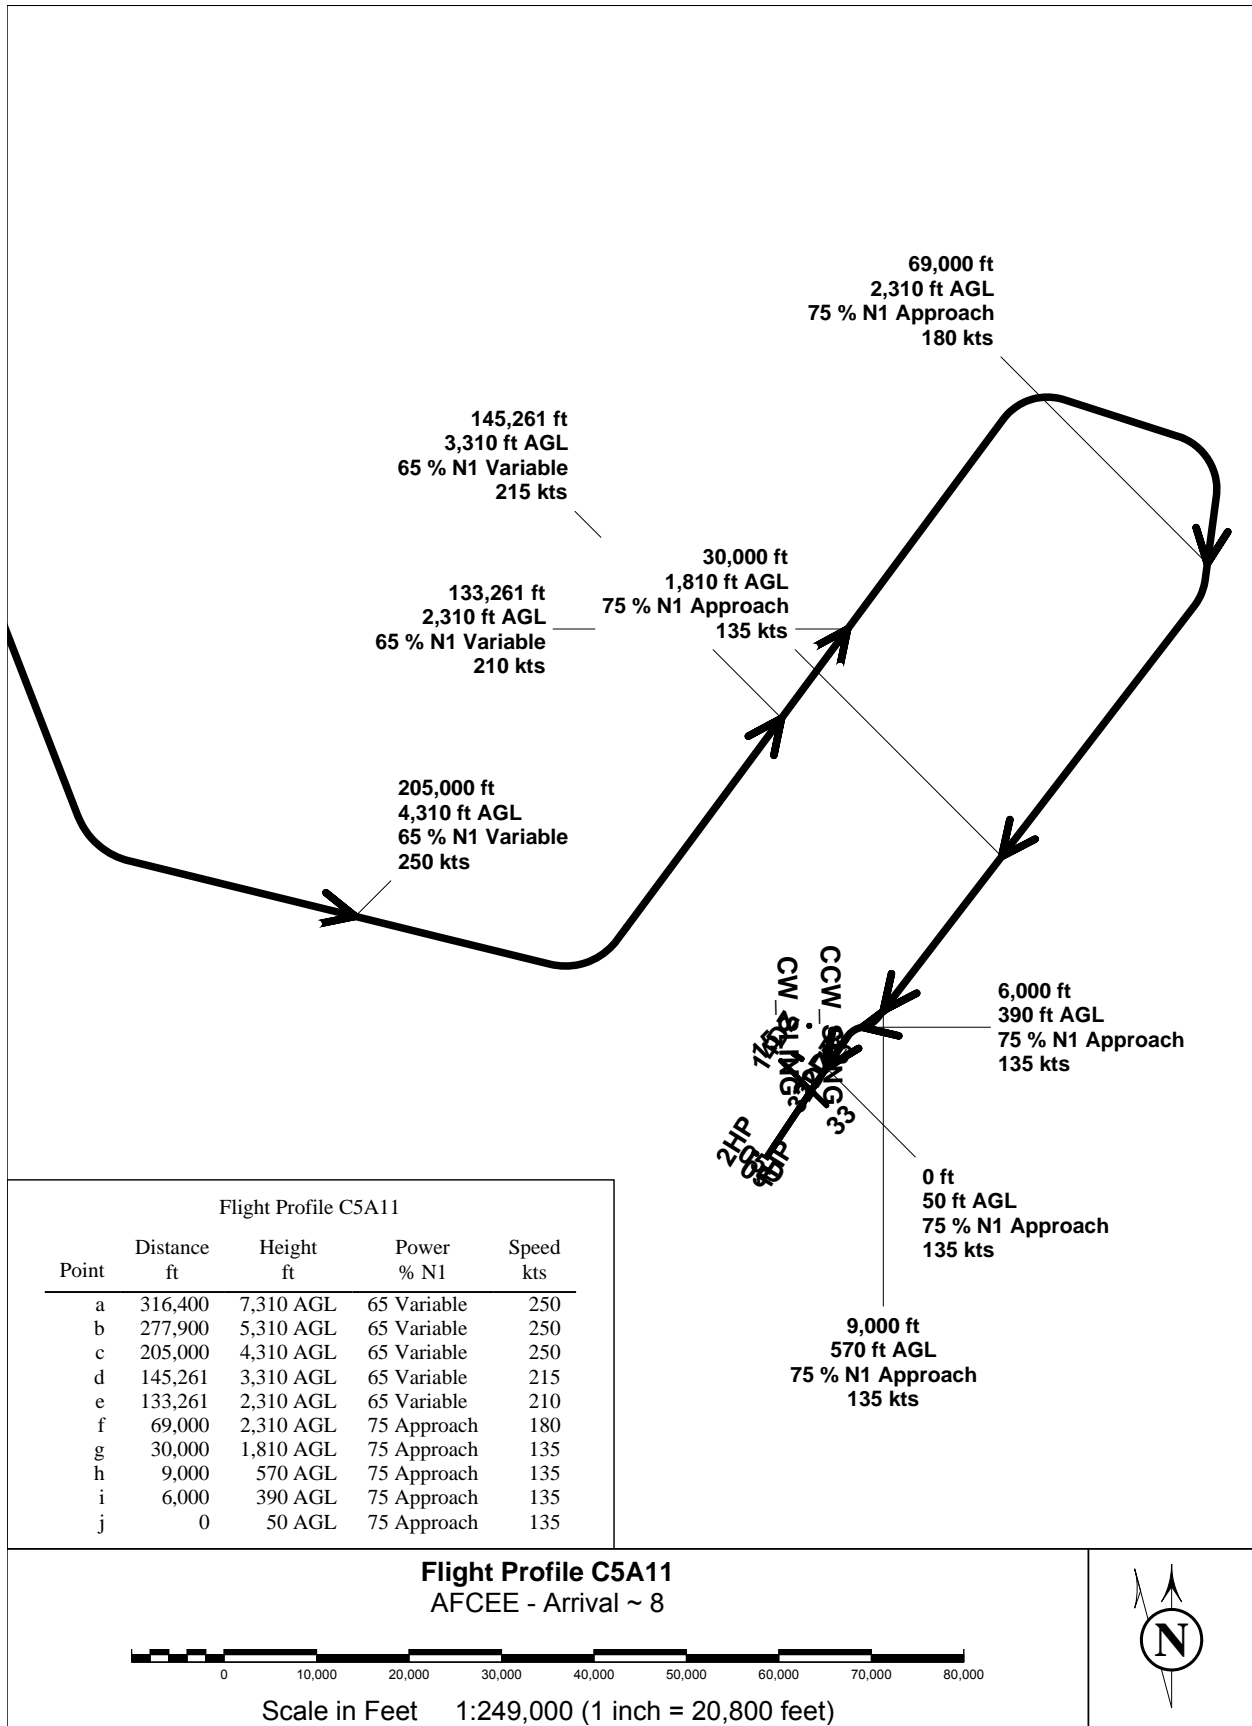 69,000 ft
2,310 ft AGL
75 % N1 Approach
180 kts
145,261 ft
3,310 ft AGL
65 % N1 Variable
215 kts
30,000 ft
1,810 ft AGL
75 % N1 Approach
135 kts
133,261 ft
2,310 ft AGL
65 % N1 Variable
210 kts
205,000 ft
4,310 ft AGL
65 % N1 Variable
250 kts
CW
CCW
33
2HP
6,000 ft
390 ft AGL
75 % N1 Approach
135 kts
0 ft
50 ft AGL
75 % N1 Approach
135 kts
9,000 ft
570 ft AGL
75 % N1 Approach
135 kts
Flight Profile C5A11
Point Distance ft Height ft Power % N1 Speed kts
a 316,400 7,310 AGL 65 Variable 250
b 277,900 5,310 AGL 65 Variable 250
c 205,000 4,310 AGL 65 Variable 250
d 145,261 3,310 AGL 65 Variable 215
e 133,261 2,310 AGL 65 Variable 210
f 69,000 2,310 AGL 75 Approach 180
g 30,000 1,810 AGL 75 Approach 135
h 9,000 570 AGL 75 Approach 135
i 6,000 390 AGL 75 Approach 135
j 0 50 AGL 75 Approach 135
Flight Profile C5A11
AFCEE - Arrival ~ 8
0 10,000 20,000 30,000 40,000 50,000 60,000 70,000 80,000
Scale in Feet 1:249,000 (1 inch = 20,800 feet)
N